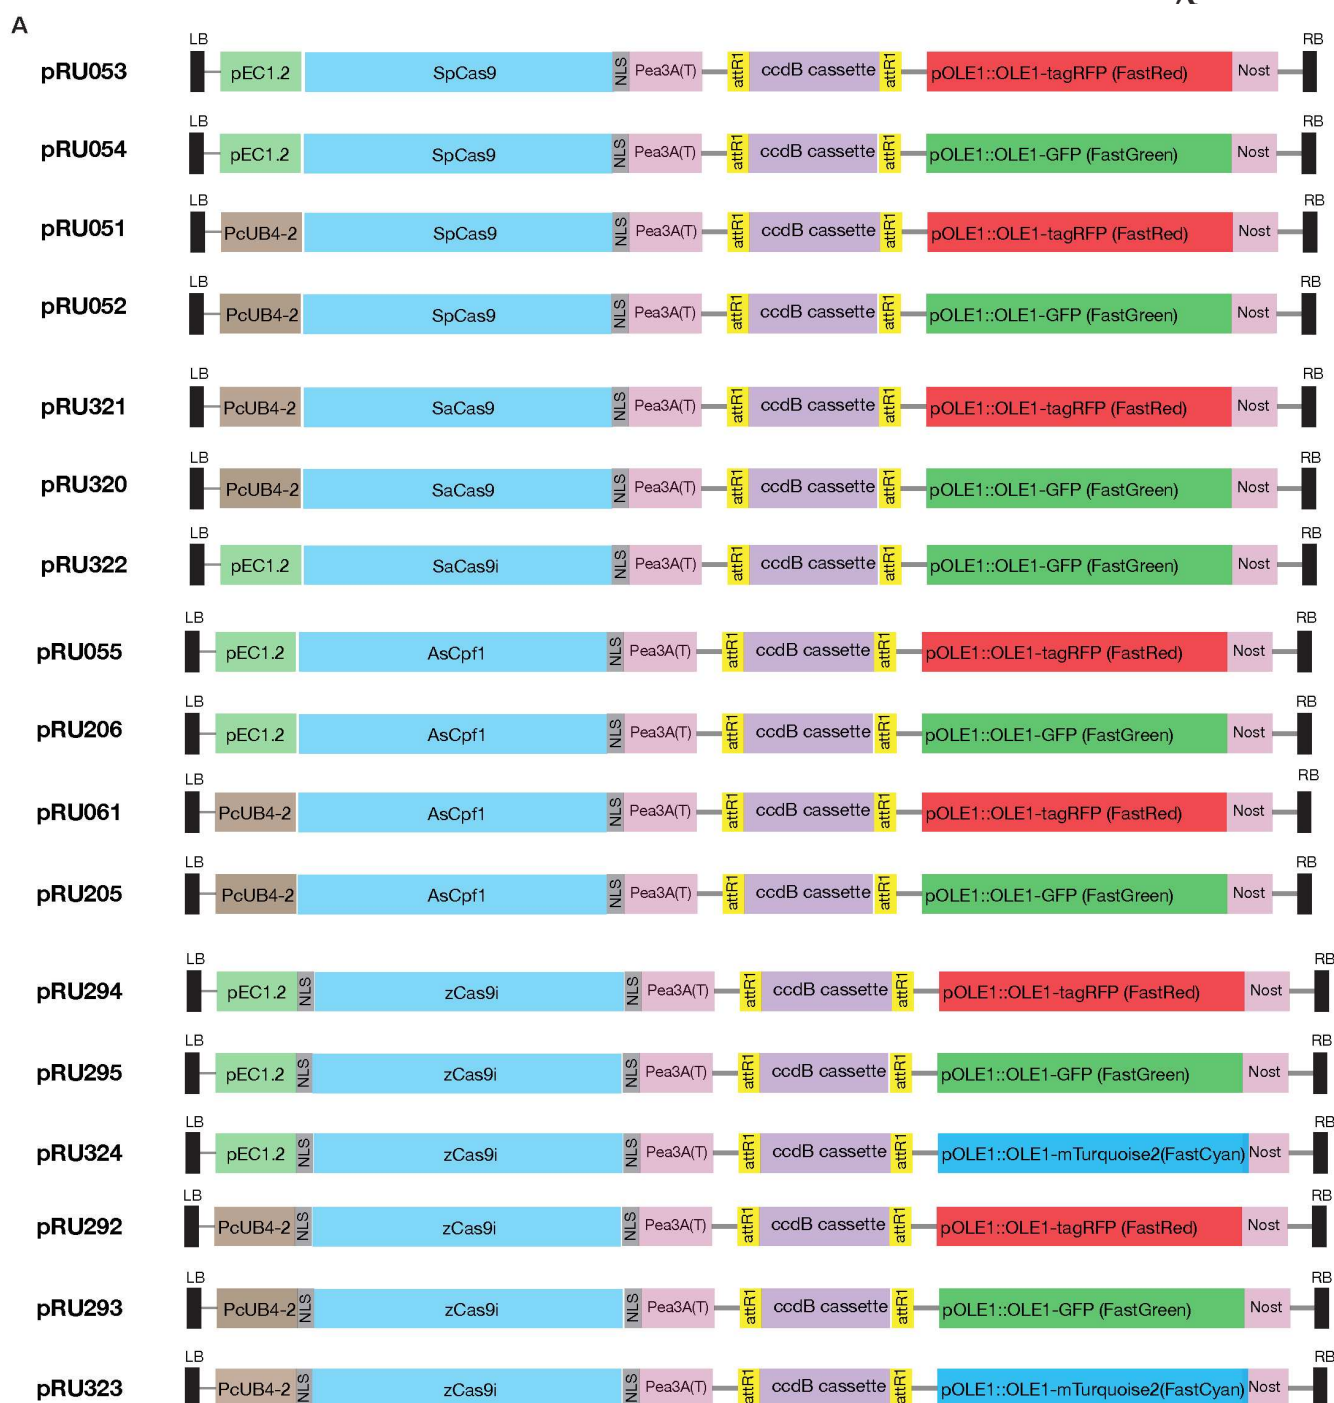 A
LB RB
pRU053 pEC1.2 SpCas9 NLS Pea3A(T) attR1 ccdB cassette attR1 pOLE1::OLE1-tagRFP (FastRed) Nost
LB RB
pRU054 pEC1.2 SpCas9 NLS Pea3A(T) attR1 ccdB cassette attR1 pOLE1::OLE1-GFP (FastGreen) Nost
LB RB
pRU051 PcUB4-2 SpCas9 NLS Pea3A(T) attR1 ccdB cassette attR1 pOLE1::OLE1-tagRFP (FastRed) Nost
LB RB
pRU052 PcUB4-2 SpCas9 NLS Pea3A(T) attR1 ccdB cassette attR1 pOLE1::OLE1-GFP (FastGreen) Nost
LB RB
pRU321 PcUB4-2 SaCas9 NLS Pea3A(T) attR1 ccdB cassette attR1 pOLE1::OLE1-tagRFP (FastRed) Nost
LB RB
pRU320 PcUB4-2 SaCas9 NLS Pea3A(T) attR1 ccdB cassette attR1 pOLE1::OLE1-GFP (FastGreen) Nost
LB RB
pRU322 pEC1.2 SaCas9i NLS Pea3A(T) attR1 ccdB cassette attR1 pOLE1::OLE1-GFP (FastGreen) Nost
LB RB
pRU055 pEC1.2 AsCpf1 NLS Pea3A(T) attR1 ccdB cassette attR1 pOLE1::OLE1-tagRFP (FastRed) Nost
LB RB
pRU206 pEC1.2 AsCpf1 NLS Pea3A(T) attR1 ccdB cassette attR1 pOLE1::OLE1-GFP (FastGreen) Nost
LB RB
pRU061 PcUB4-2 AsCpf1 NLS Pea3A(T) attR1 ccdB cassette attR1 pOLE1::OLE1-tagRFP (FastRed) Nost
LB RB
pRU205 PcUB4-2 AsCpf1 NLS Pea3A(T) attR1 ccdB cassette attR1 pOLE1::OLE1-GFP (FastGreen) Nost
LB RB
pRU294 pEC1.2 NLS zCas9i NLS Pea3A(T) attR1 ccdB cassette attR1 pOLE1::OLE1-tagRFP (FastRed) Nost
LB RB
pRU295 pEC1.2 NLS zCas9i NLS Pea3A(T) attR1 ccdB cassette attR1 pOLE1::OLE1-GFP (FastGreen) Nost
LB RB
pRU324 pEC1.2 NLS zCas9i NLS Pea3A(T) attR1 ccdB cassette attR1 pOLE1::OLE1-mTurquoise2(FastCyan) Nost
LB RB
pRU292 PcUB4-2 NLS zCas9i NLS Pea3A(T) attR1 ccdB cassette attR1 pOLE1::OLE1-tagRFP (FastRed) Nost
LB RB
pRU293 PcUB4-2 NLS zCas9i NLS Pea3A(T) attR1 ccdB cassette attR1 pOLE1::OLE1-GFP (FastGreen) Nost
LB RB
pRU323 PcUB4-2 NLS zCas9i NLS Pea3A(T) attR1 ccdB cassette attR1 pOLE1::OLE1-mTurquoise2(FastCyan) Nost